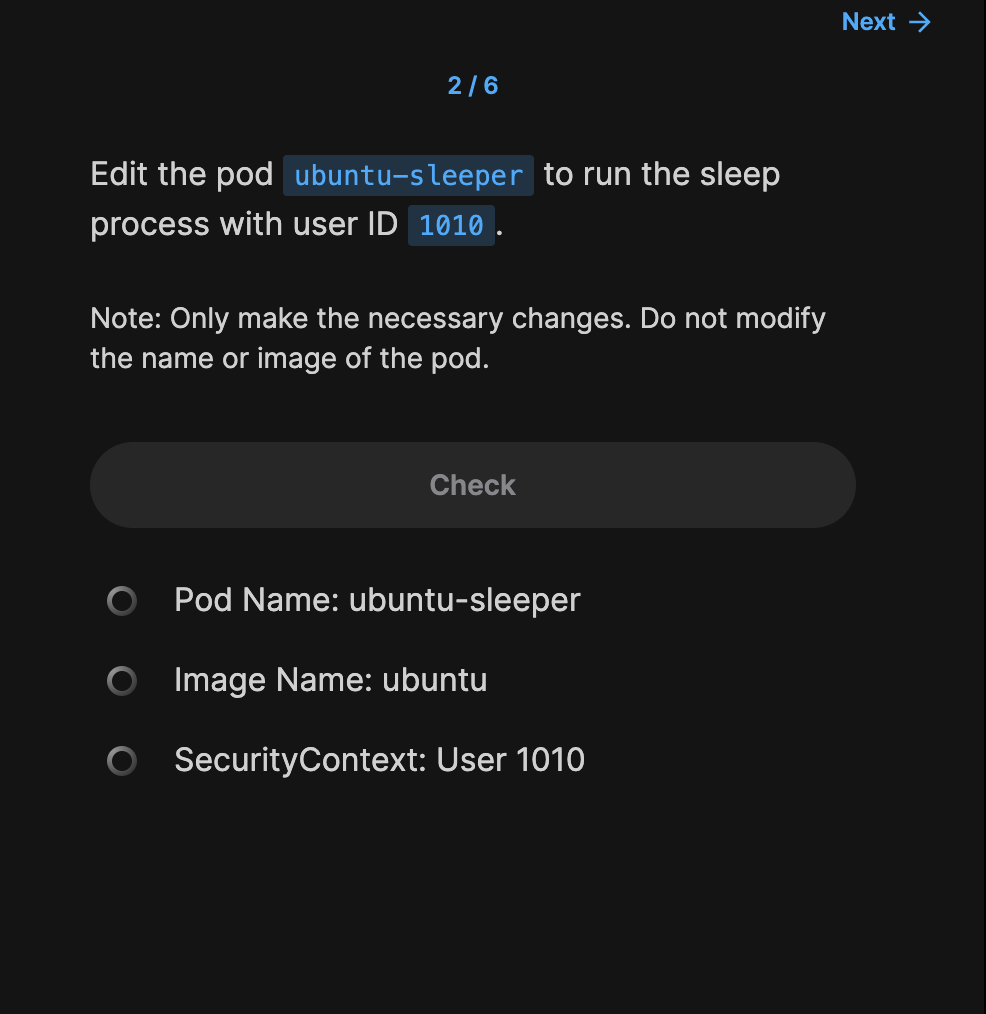 Next →
2 / 6
Edit the pod ubuntu-sleeper to run the sleep
process with user ID 1010.
Note: Only make the necessary changes. Do not modify
the name or image of the pod.
Check
Pod Name: ubuntu-sleeper
Image Name: ubuntu
SecurityContext: User 1010